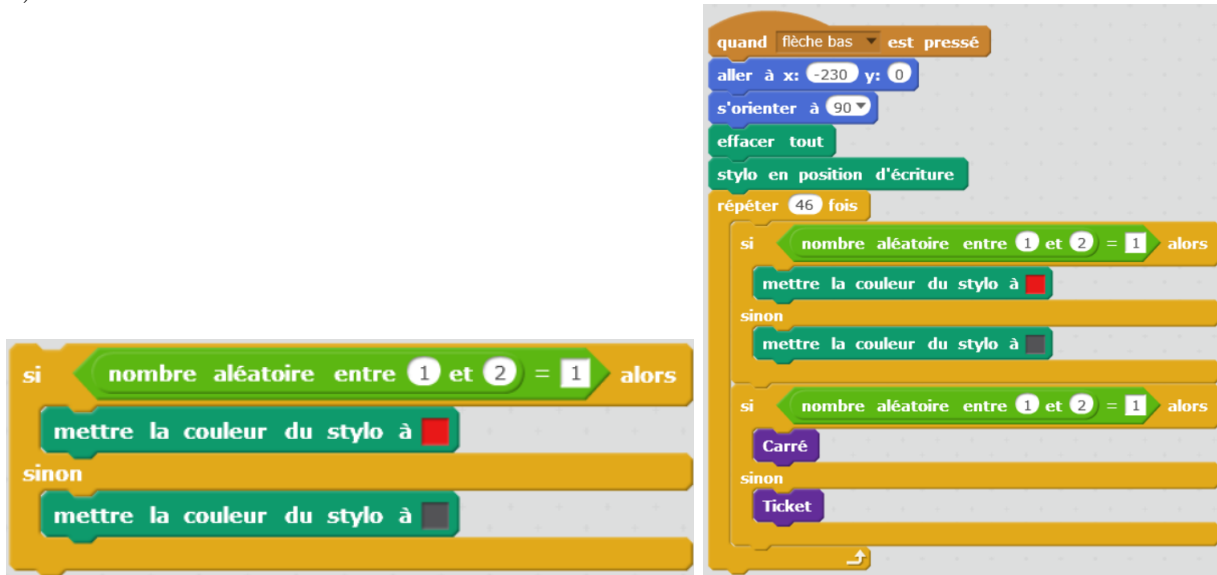 si nombre aléatoire entre 1 et 2 = 1 alors
mettre la couleur du stylo à
sinon
mettre la couleur du stylo à
quand flèche bas est pressé
aller à x: -230 y: 0
s'orienter à 90
effacer tout
stylo en position d'écriture
répéter 46 fois
si nombre aléatoire entre 1 et 2 = 1 alors
mettre la couleur du stylo à
sinon
mettre la couleur du stylo à
si nombre aléatoire entre 1 et 2 = 1 alors
Carré
sinon
Ticket